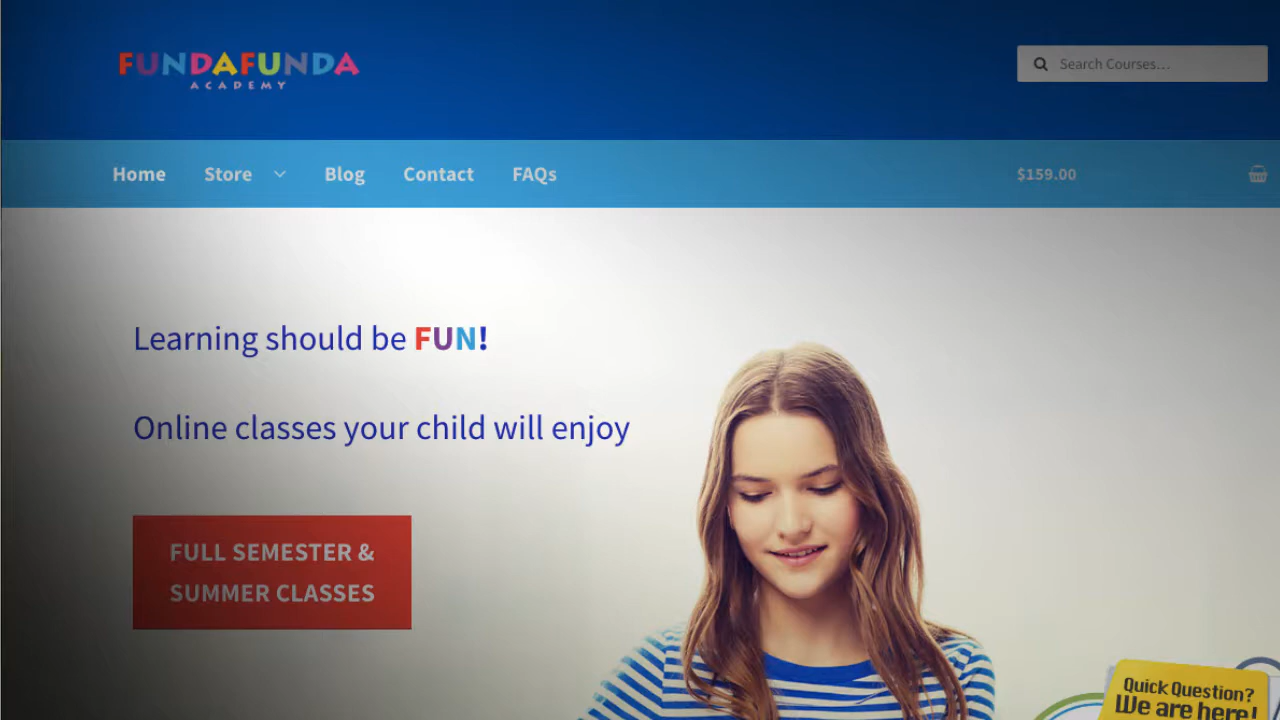 FUNDAFUNDA
ACADEMY
Search Courses...
Home Store Blog Contact FAQs $159.00
Learning should be FUN!
Online classes your child will enjoy
FULL SEMESTER &
SUMMER CLASSES
Quick Question?
We are here!